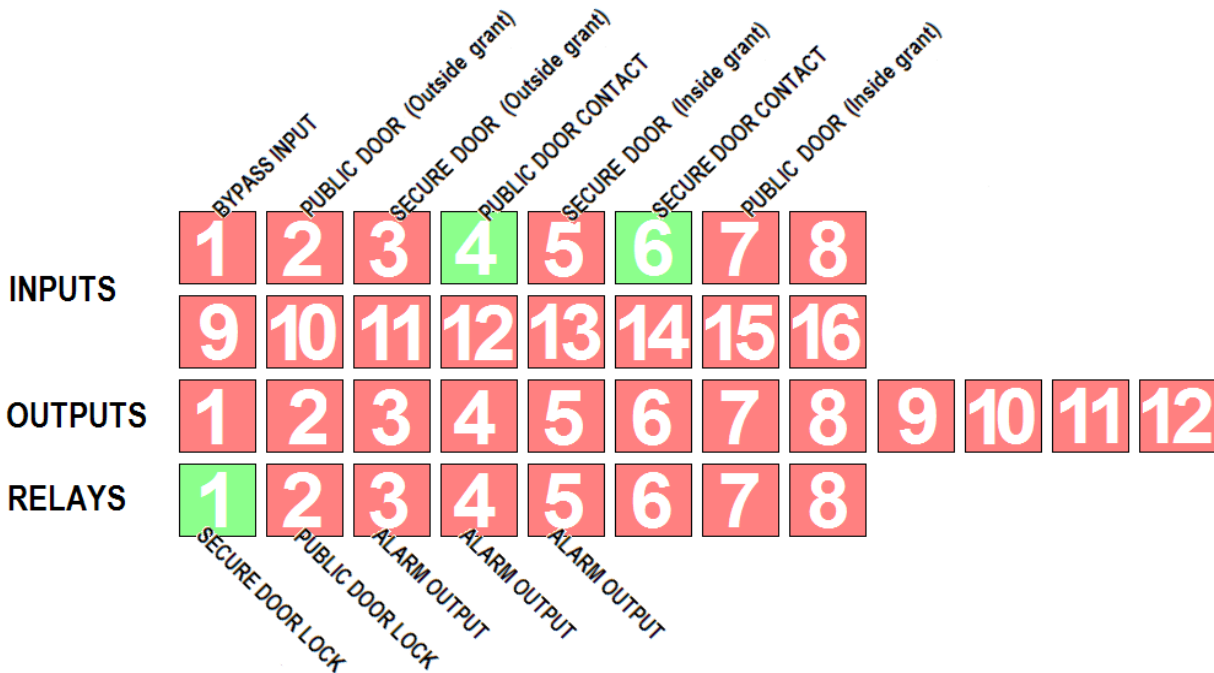 BYPASS INPUT
PUBLIC DOOR (Outside grant)
SECURE DOOR (Outside grant)
PUBLIC DOOR CONTACT
SECURE DOOR (Inside grant)
SECURE DOOR CONTACT
PUBLIC DOOR (Inside grant)
INPUTS
1 2 3 4 5 6 7 8
9 10 11 12 13 14 15 16
OUTPUTS 1 2 3 4 5 6 7 8 9 10 11 12
RELAYS 1 2 3 4 5 6 7 8
SECURE DOOR LOCK
PUBLIC DOOR LOCK
ALARM OUTPUT
ALARM OUTPUT
ALARM OUTPUT